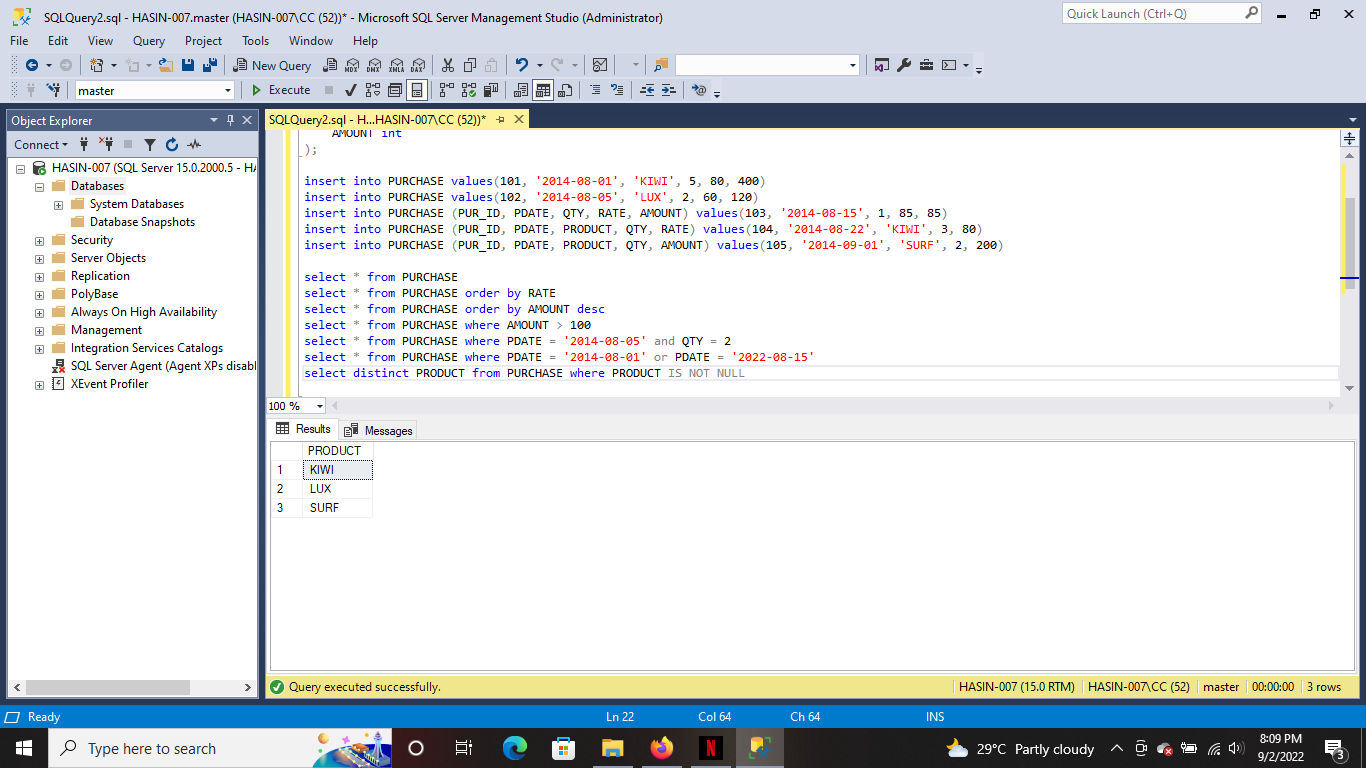 SQLQuery2.sql - HASIN-007.master (HASIN-007\CC (52))* - Microsoft SQL Server Management Studio (Administrator)
Quick Launch (Ctrl+Q)
File Edit View Query Project Tools Window Help
New Query MDX DMX XMLA DAX
master Execute
Object Explorer
SQLQuery2.sql - H...HASIN-007\CC (52))*
Connect
HASIN-007 (SQL Server 15.0.2000.5 - HA
Databases
System Databases
Database Snapshots
Security
Server Objects
Replication
PolyBase
Always On High Availability
Management
Integration Services Catalogs
SQL Server Agent (Agent XPs disabl
XEvent Profiler
AMOUNT int
);
insert into PURCHASE values(101, '2014-08-01', 'KIWI', 5, 80, 400)
insert into PURCHASE values(102, '2014-08-05', 'LUX', 2, 60, 120)
insert into PURCHASE (PUR_ID, PDATE, QTY, RATE, AMOUNT) values(103, '2014-08-15', 1, 85, 85)
insert into PURCHASE (PUR_ID, PDATE, PRODUCT, QTY, RATE) values(104, '2014-08-22', 'KIWI', 3, 80)
insert into PURCHASE (PUR_ID, PDATE, PRODUCT, QTY, AMOUNT) values(105, '2014-09-01', 'SURF', 2, 200)
select * from PURCHASE
select * from PURCHASE order by RATE
select * from PURCHASE order by AMOUNT desc
select * from PURCHASE where AMOUNT > 100
select * from PURCHASE where PDATE = '2014-08-05' and QTY = 2
select * from PURCHASE where PDATE = '2014-08-01' or PDATE = '2022-08-15'
select distinct PRODUCT from PURCHASE where PRODUCT IS NOT NULL
100 %
Results Messages
PRODUCT
1 KIWI
2 LUX
3 SURF
Query executed successfully.
HASIN-007 (15.0 RTM) HASIN-007\CC (52) master 00:00:00 3 rows
Ready Ln 22 Col 64 Ch 64 INS
Type here to search
N
29°C Partly cloudy
8:09 PM
9/2/2022
3